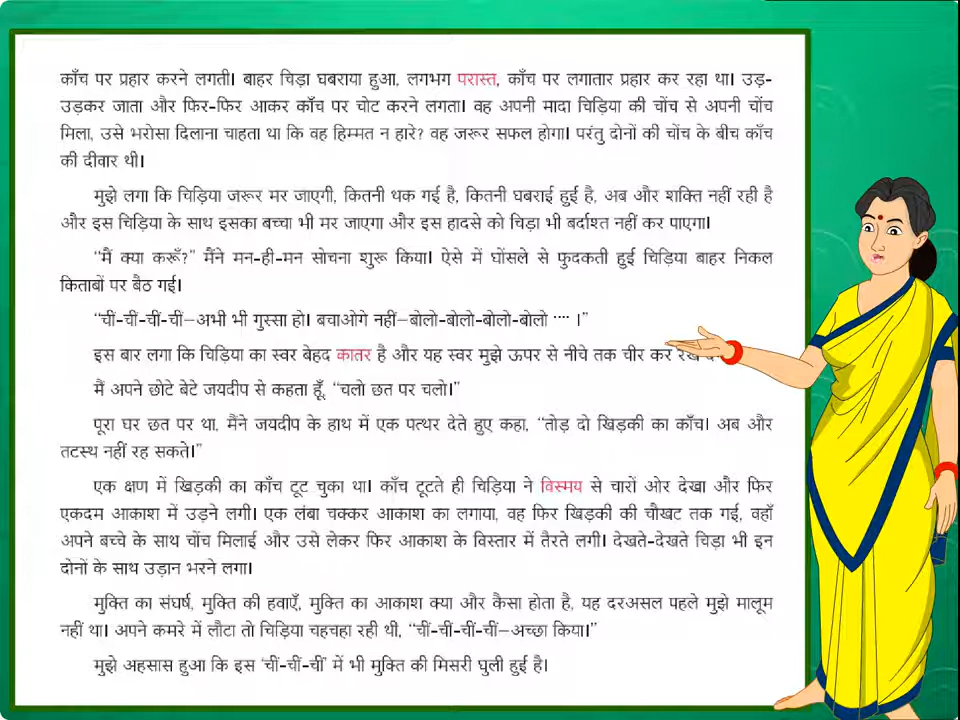 काँच पर प्रहार करने लगती। बाहर चिड़ा घबराया हुआ, लगभग परास्त, काँच पर लगातार प्रहार कर रहा था। उड़-
उड़कर जाता और फिर-फिर आकर काँच पर चोट करने लगता। वह अपनी मादा चिड़िया की चोंच से अपनी चोंच
मिला, उसे भरोसा दिलाना चाहता था कि वह हिम्मत न हारे? वह जरूर सफल होगा। परंतु दोनों की चोंच के बीच काँच
की दीवार थी।
मुझे लगा कि चिड़िया जरूर मर जाएगी, कितनी थक गई है, कितनी घबराई हुई है, अब और शक्ति नहीं रही है
और इस चिड़िया के साथ इसका बच्चा भी मर जाएगा और इस हादसे को चिड़ा भी बर्दाश्त नहीं कर पाएगा।
“मैं क्या करूँ?” मैंने मन-ही-मन सोचना शुरू किया। ऐसे में घोंसले से फुदकती हुई चिड़िया बाहर निकल
किताबों पर बैठ गई।
“चीं-चीं-चीं-चीं—अभी भी गुस्सा हो। बचाओगे नहीं—बोलो-बोलो-बोलो-बोलो ···· ।”
इस बार लगा कि चिड़िया का स्वर बेहद कातर है और यह स्वर मुझे ऊपर से नीचे तक चीर कर रख
मैं अपने छोटे बेटे जयदीप से कहता हूँ, “चलो छत पर चलो।”
पूरा घर छत पर था, मैंने जयदीप के हाथ में एक पत्थर देते हुए कहा, “तोड़ दो खिड़की का काँच। अब और
तटस्थ नहीं रह सकते।”
एक क्षण में खिड़की का काँच टूट चुका था। काँच टूटते ही चिड़िया ने विस्मय से चारों ओर देखा और फिर
एकदम आकाश में उड़ने लगी। एक लंबा चक्कर आकाश का लगाया, वह फिर खिड़की की चौखट तक गई, वहाँ
अपने बच्चे के साथ चोंच मिलाई और उसे लेकर फिर आकाश के विस्तार में तैरते लगी। देखते-देखते चिड़ा भी इन
दोनों के साथ उड़ान भरने लगा।
मुक्ति का संघर्ष, मुक्ति की हवाएँ, मुक्ति का आकाश क्या और कैसा होता है, यह दरअसल पहले मुझे मालूम
नहीं था। अपने कमरे में लौटा तो चिड़िया चहचहा रही थी, “चीं-चीं-चीं-चीं—अच्छा किया।”
मुझे अहसास हुआ कि इस ‘चीं-चीं-चीं’ में भी मुक्ति की मिसरी घुली हुई है।